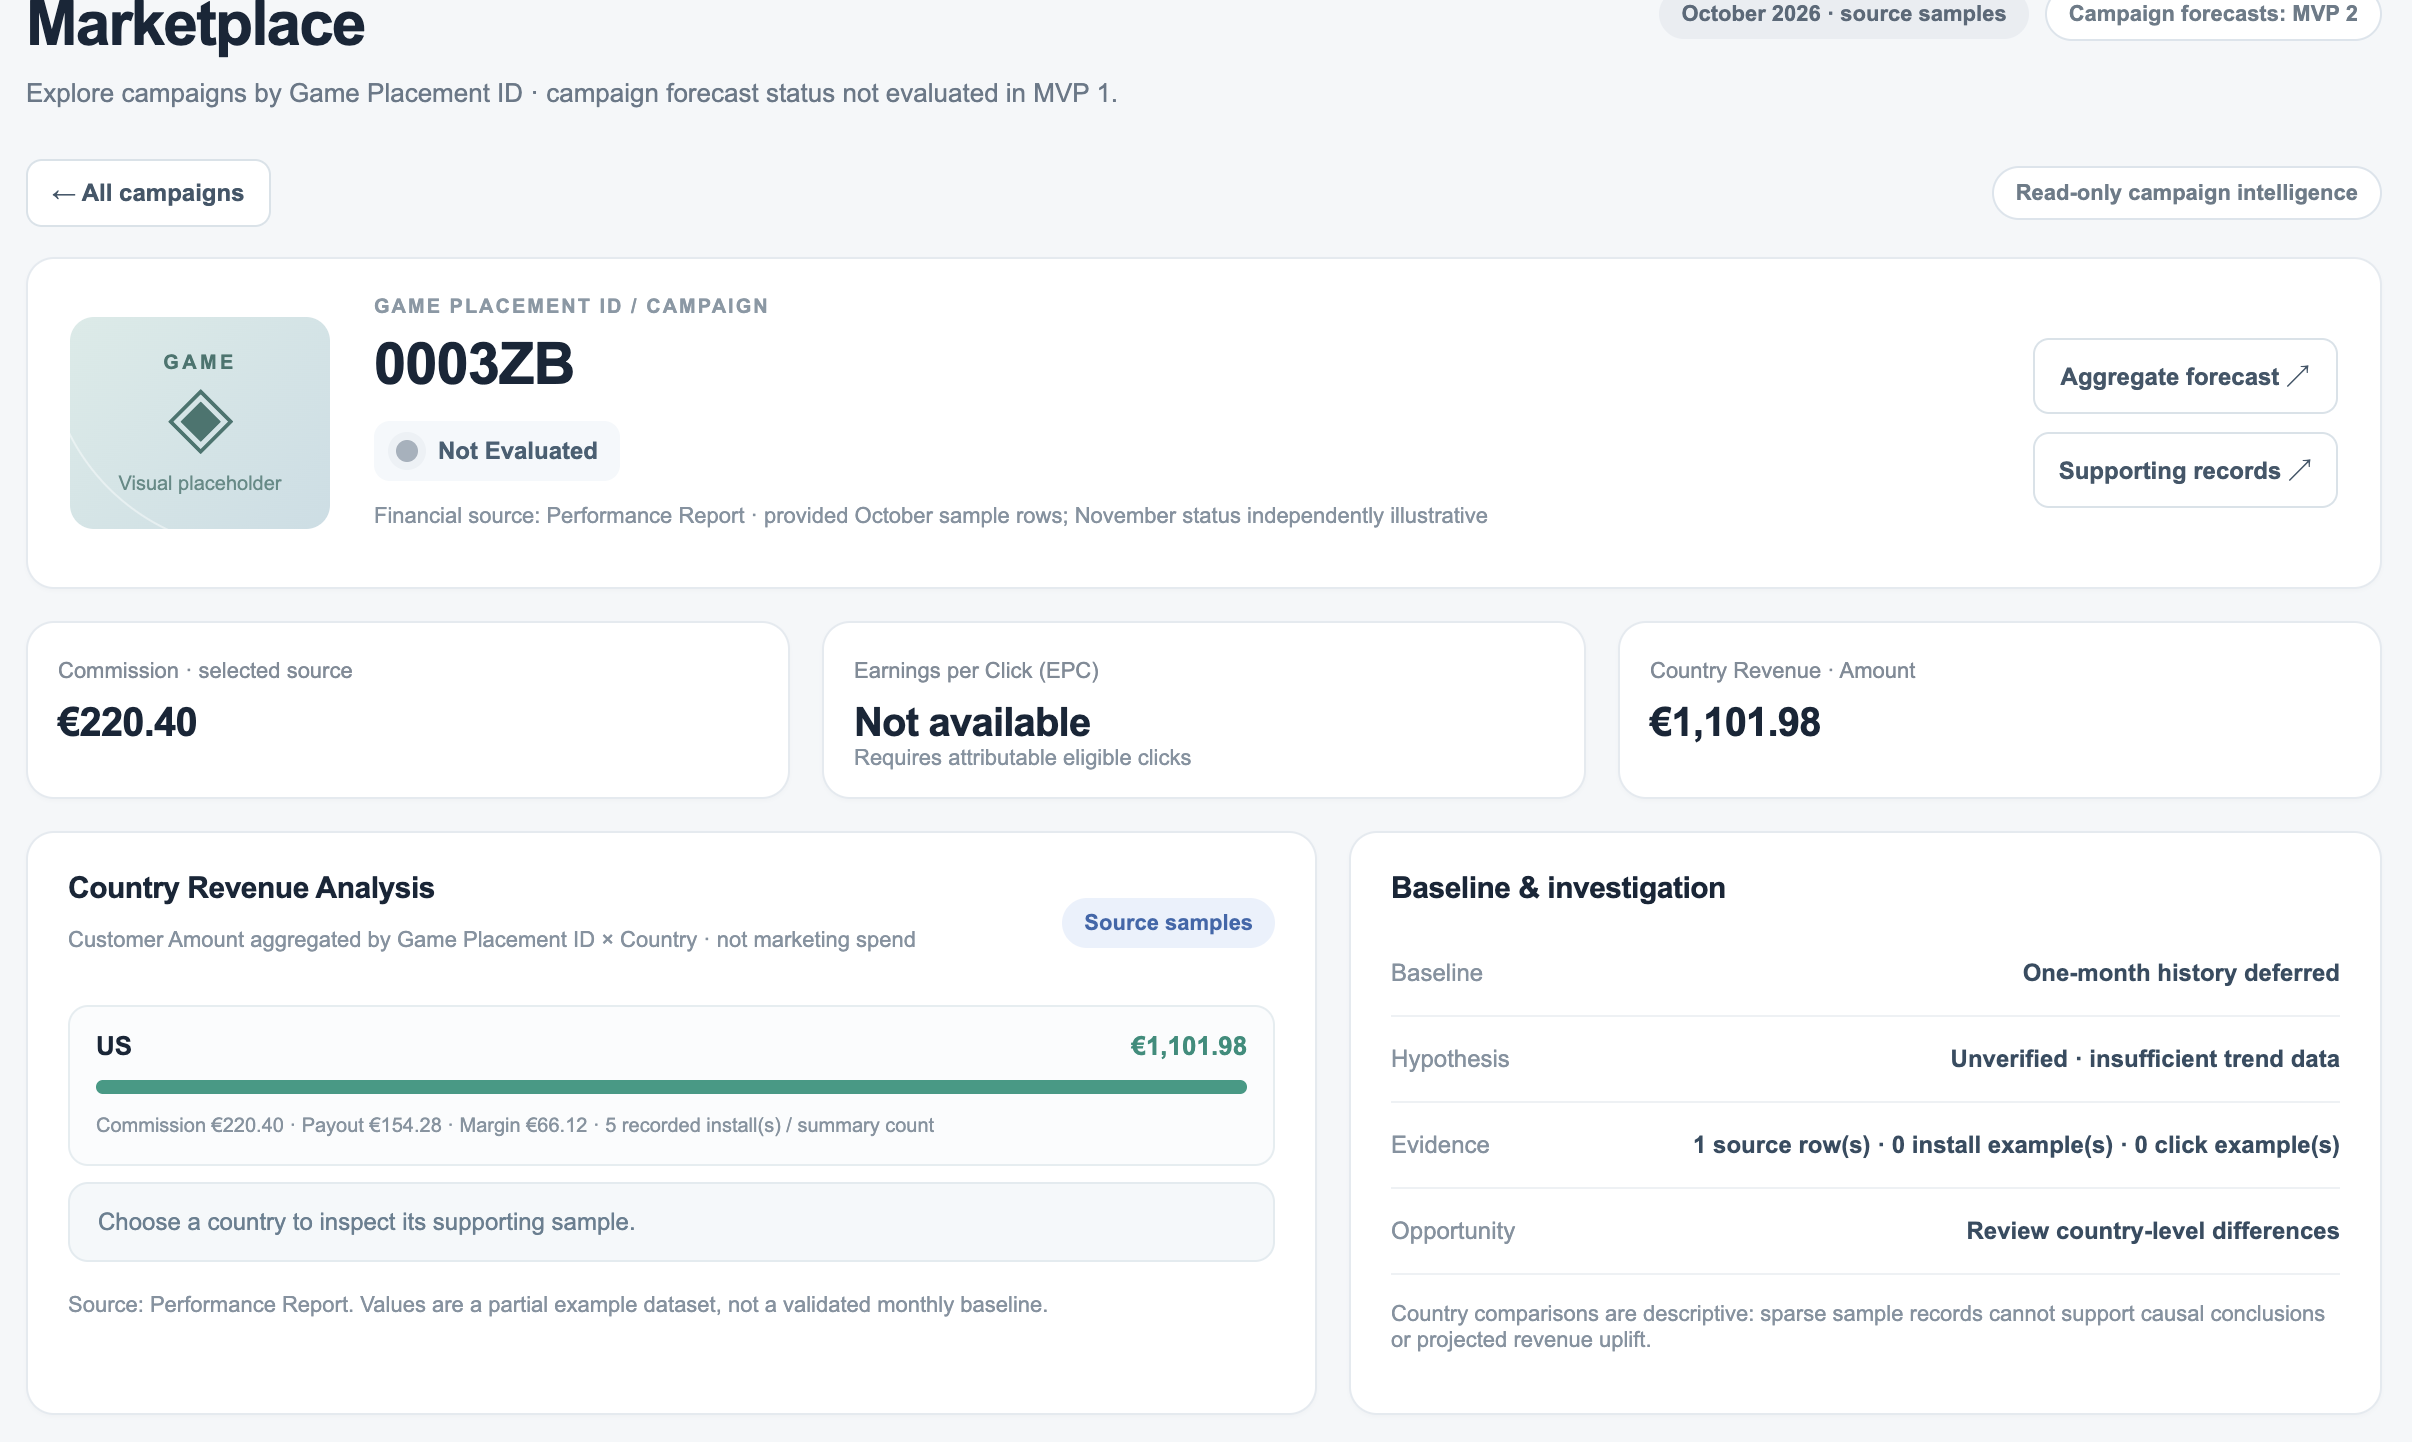 Marketplace
October 2026 · source samples
Campaign forecasts: MVP 2
Explore campaigns by Game Placement ID · campaign forecast status not evaluated in MVP 1.
← All campaigns
Read-only campaign intelligence
GAME
Visual placeholder
GAME PLACEMENT ID / CAMPAIGN
0003ZB
Not Evaluated
Financial source: Performance Report · provided October sample rows; November status independently illustrative
Aggregate forecast ↗
Supporting records ↗
Commission · selected source
€220.40
Earnings per Click (EPC)
Not available
Requires attributable eligible clicks
Country Revenue · Amount
€1,101.98
Country Revenue Analysis
Customer Amount aggregated by Game Placement ID × Country · not marketing spend
Source samples
US
€1,101.98
Commission €220.40 · Payout €154.28 · Margin €66.12 · 5 recorded install(s) / summary count
Choose a country to inspect its supporting sample.
Source: Performance Report. Values are a partial example dataset, not a validated monthly baseline.
Baseline & investigation
Baseline
One-month history deferred
Hypothesis
Unverified · insufficient trend data
Evidence
1 source row(s) · 0 install example(s) · 0 click example(s)
Opportunity
Review country-level differences
Country comparisons are descriptive: sparse sample records cannot support causal conclusions
or projected revenue uplift.